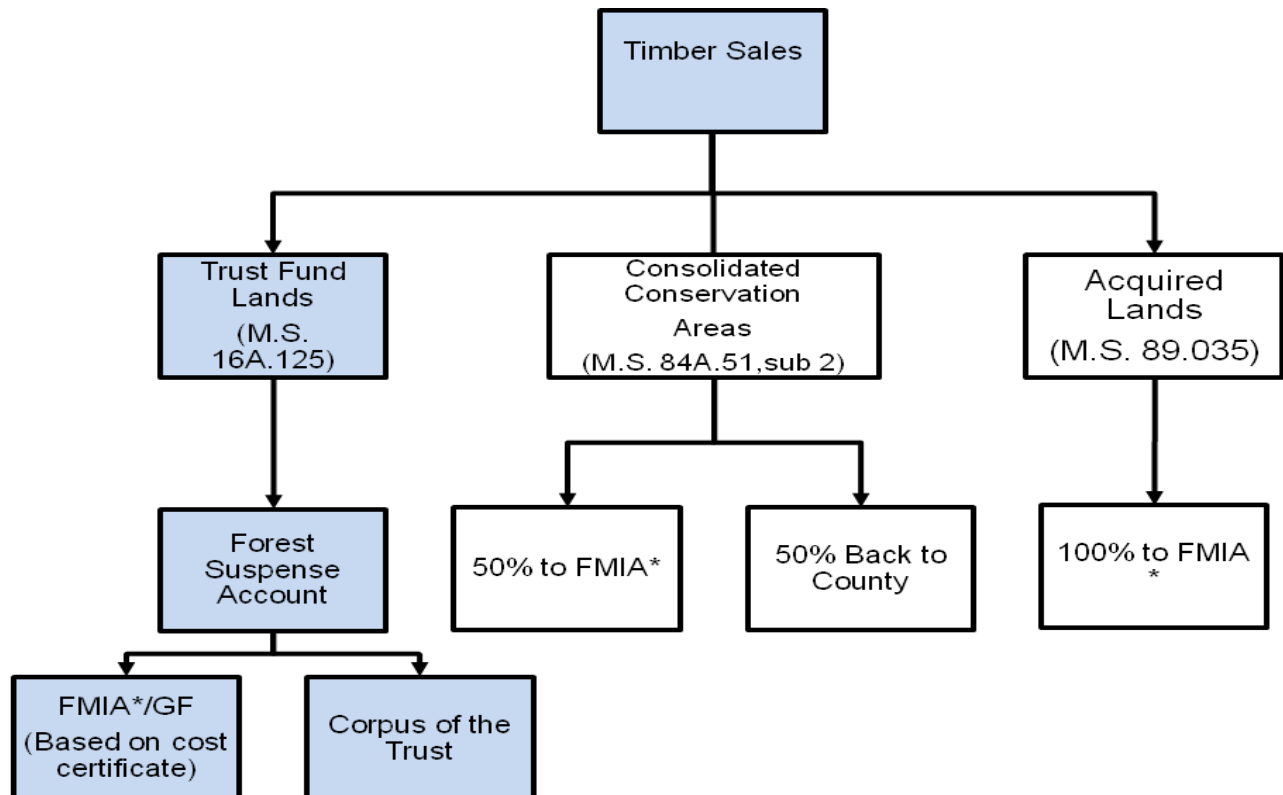 Timber Sales
Trust Fund
Lands
(M.S.
16A.125)
Consolidated
Conservation
Areas
(M.S. 84A.51,sub 2)
Acquired
Lands
(M.S. 89.035)
Forest
Suspense
Account
50% to FMIA*
50% Back to
County
100% to FMIA
*
FMIA*/GF
(Based on cost
certificate)
Corpus of the
Trust